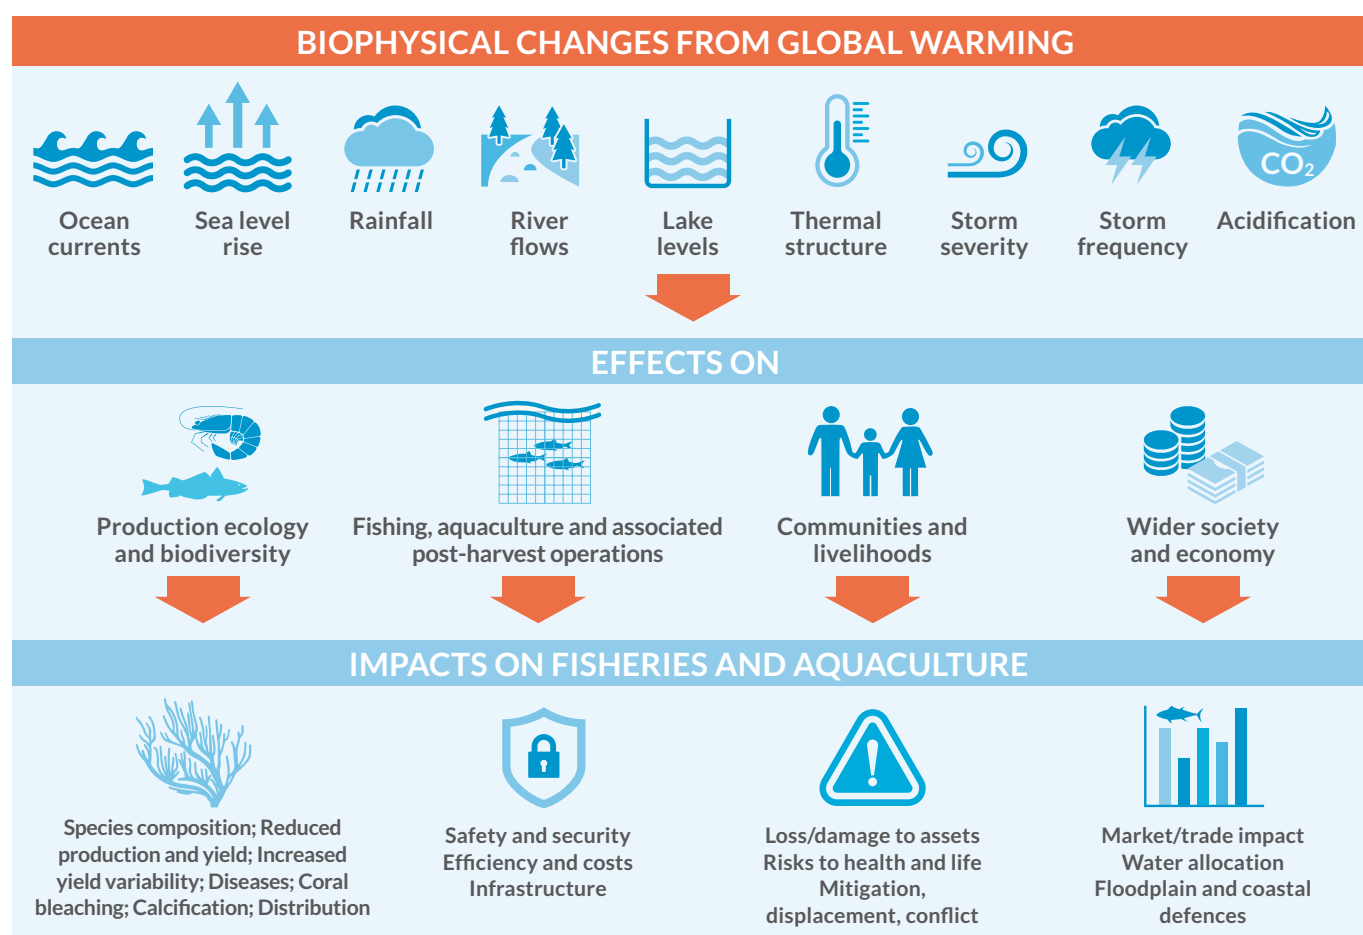 BIOPHYSICAL CHANGES FROM GLOBAL WARMING
CO₂
Ocean
currents
Sea level
rise
Rainfall
River
flows
Lake
levels
Thermal
structure
Storm
severity
Storm
frequency
Acidification
EFFECTS ON
Production ecology
and biodiversity
Fishing, aquaculture and associated
post-harvest operations
Communities and
livelihoods
Wider society
and economy
IMPACTS ON FISHERIES AND AQUACULTURE
Species composition; Reduced
production and yield; Increased
yield variability; Diseases; Coral
bleaching; Calcification; Distribution
Safety and security
Efficiency and costs
Infrastructure
Loss/damage to assets
Risks to health and life
Mitigation,
displacement, conflict
Market/trade impact
Water allocation
Floodplain and coastal
defences